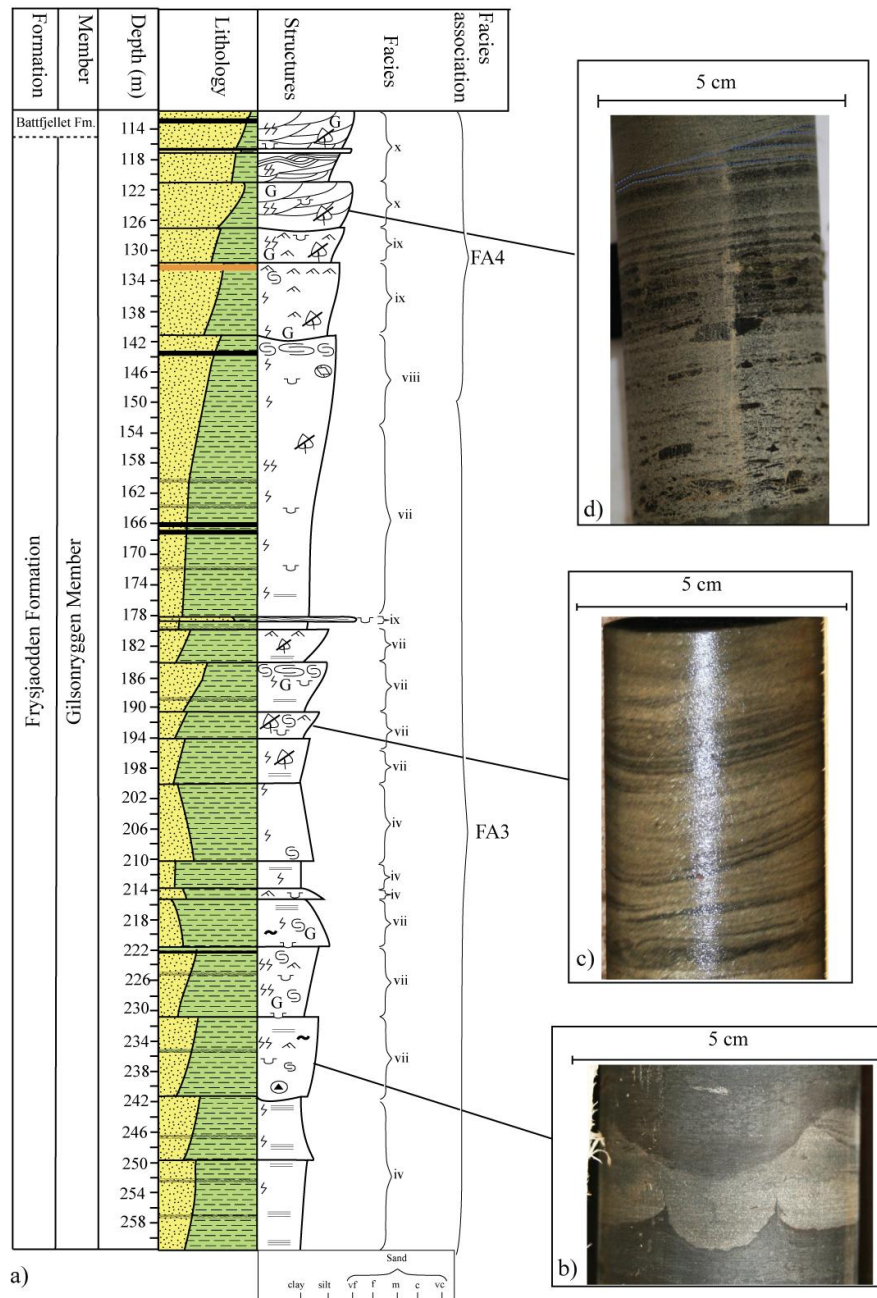 Formation
Member
Depth (m)
Lithology
Structures
Facies
Facies association
Battfjellet Fm.
Frysjaodden Formation
Gilsonryggen Member
114
118
122
126
130
134
138
142
146
150
154
158
162
166
170
174
178
182
186
190
194
198
202
206
210
214
218
222
226
230
234
238
242
246
250
254
258
G
G
G
G
G
G
G
x
x
ix
ix
viii
vii
ix
vii
vii
vii
vii
iv
iv
iv
vii
vii
vii
iv
FA4
FA3
Sand
clay silt vf f m c vc
a)
5 cm
d)
5 cm
c)
5 cm
b)